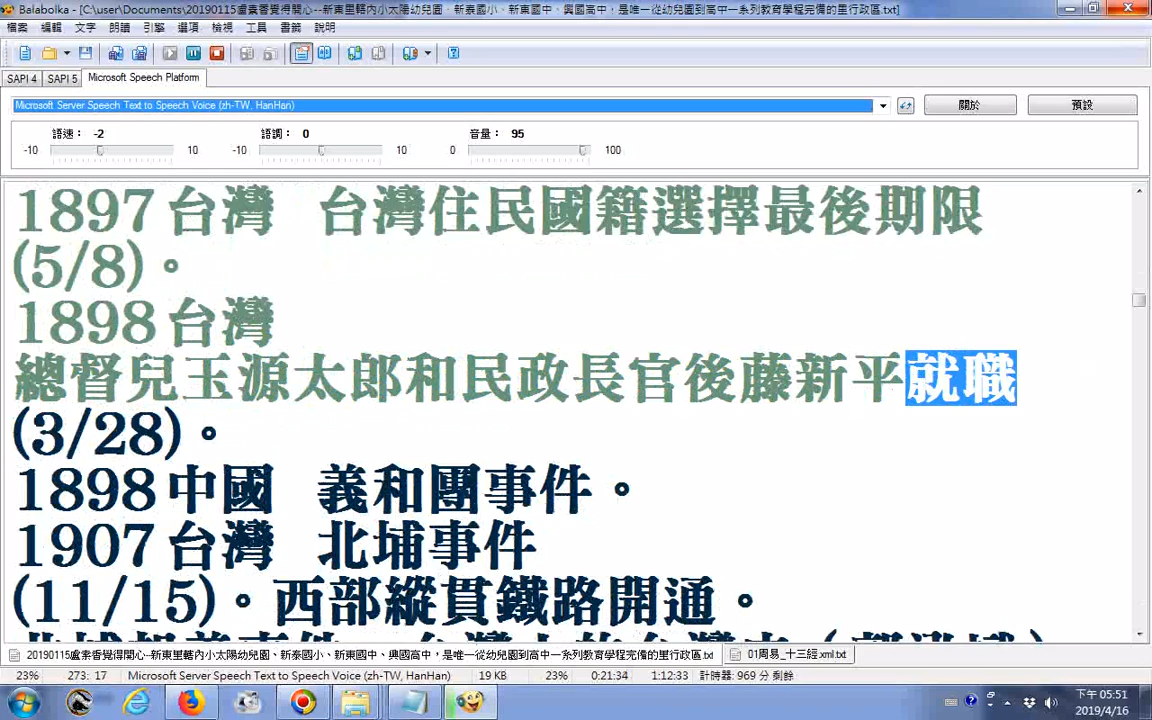 Balabolka - [C:\user\Documents\20190115盧素香覺得開心--新東里轄內小太陽幼兒園、新泰國小、新東國中、興國高中，是唯一從幼兒園到高中一系列教育學程完備的里行政區.txt]
檔案 編輯 文字 朗讀 引擎 選項 檢視 工具 書籤 說明
SAPI 4 SAPI 5 Microsoft Speech Platform
Microsoft Server Speech Text to Speech Voice (zh-TW, HanHan)
關於 預設
語速： -2 語調： 0 音量： 95
-10 10 -10 10 0 100
1897台灣 台灣住民國籍選擇最後期限
(5/8)。
1898台灣
總督兒玉源太郎和民政長官後藤新平就職
(3/28)。
1898中國 義和團事件。
1907台灣 北埔事件
(11/15)。西部縱貫鐵路開通。
20190115盧素香覺得開心--新東里轄內小太陽幼兒園、新泰國小、新東國中、興國高中，是唯一從幼兒園到高中一系列教育學程完備的里行政區.txt 01周易_十三經.xml.txt
23% 273: 17 Microsoft Server Speech Text to Speech Voice (zh-TW, HanHan) 19 KB 23% 0:21:34 1:12:33 計時器: 969 分 剩餘
下午 05:51
2019/4/16